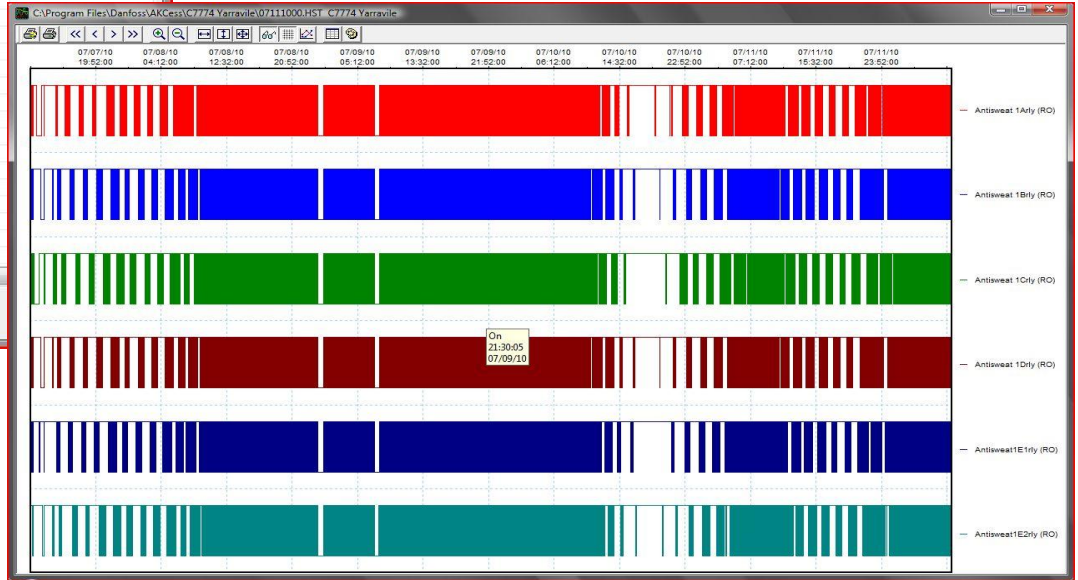 C:\Program Files\Danfoss\AKCess\C7774 Yarravile\07111000.HST C7774 Yarravile
07/07/10 07/08/10 07/08/10 07/08/10 07/09/10 07/09/10 07/09/10 07/10/10 07/10/10 07/10/10 07/11/10 07/11/10 07/11/10
19:52:00 04:12:00 12:32:00 20:52:00 05:12:00 13:32:00 21:52:00 06:12:00 14:32:00 22:52:00 07:12:00 15:32:00 23:52:00
Antisweat 1Arly (RO)
Antisweat 1Brly (RO)
Antisweat 1Crly (RO)
On
21:30:05
07/09/10
Antisweat 1Drly (RO)
Antisweat1E1rly (RO)
Antisweat1E2rly (RO)